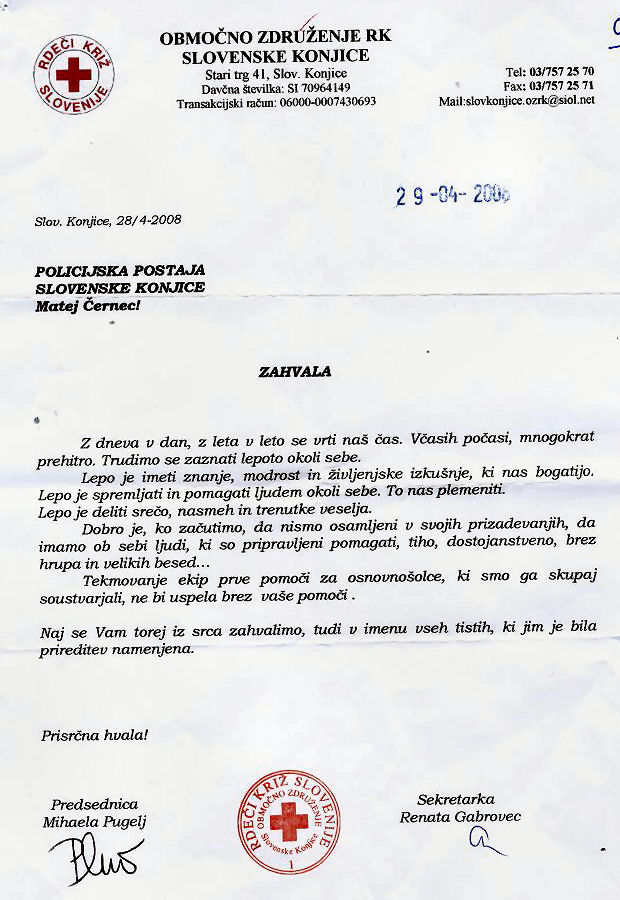 RDEČI KRIŽ
SLOVENIJE
OBMOČNO ZDRUŽENJE RK
SLOVENSKE KONJICE
Stari trg 41, Slov. Konjice
Davčna številka: SI 70964149
Transakcijski račun: 06000-0007430693
Tel: 03/757 25 70
Fax: 03/757 25 71
Mail:slovkonjice.ozrk@siol.net
29-04-2008
Slov. Konjice, 28/4-2008
POLICIJSKA POSTAJA
SLOVENSKE KONJICE
Matej Černec!
ZAHVALA
Z dneva v dan, z leta v leto se vrti naš čas. Včasih počasi, mnogokrat
prehitro. Trudimo se zaznati lepoto okoli sebe.
Lepo je imeti znanje, modrost in življenjske izkušnje, ki nas bogatijo.
Lepo je spremljati in pomagati ljudem okoli sebe. To nas plemeniti.
Lepo je deliti srečo, nasmeh in trenutke veselja.
Dobro je, ko začutimo, da nismo osamljeni v svojih prizadevanjih, da
imamo ob sebi ljudi, ki so pripravljeni pomagati, tiho, dostojanstveno, brez
hrupa in velikih besed...
Tekmovanje ekip prve pomoči za osnovnošolce, ki smo ga skupaj
soustvarjali, ne bi uspela brez vaše pomoči .
Naj se Vam torej iz srca zahvalimo, tudi v imenu vseh tistih, ki jim je bila
prireditev namenjena.
Prisrčna hvala!
Predsednica
Mihaela Pugelj
RDEČI KRIŽ SLOVENIJE
OBMOČNO ZDRUŽENJE
Slovenske Konjice
1
Sekretarka
Renata Gabrovec